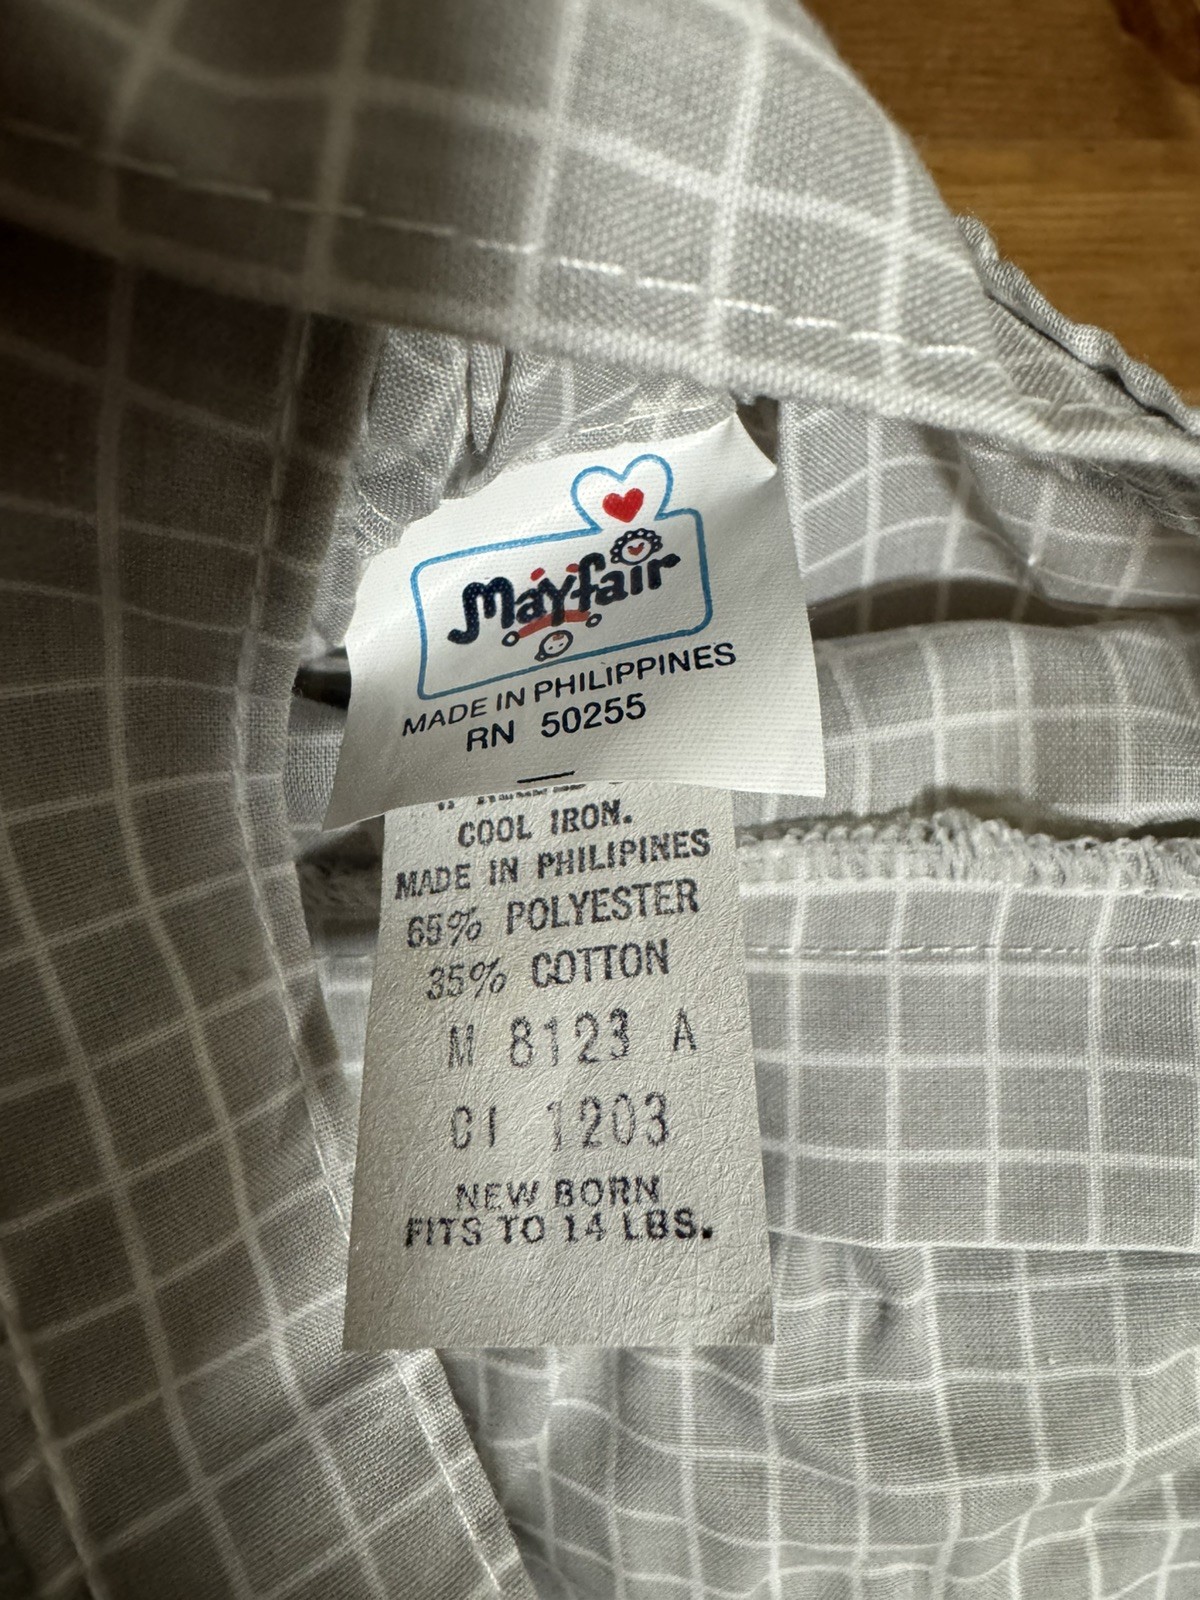 Mayfair
MADE IN PHILIPPINES
RN 50255
COOL IRON.
MADE IN PHILIPINES
65% POLYESTER
35% COTTON
M 8123 A
CI 1203
NEW BORN
FITS TO 14 LBS.